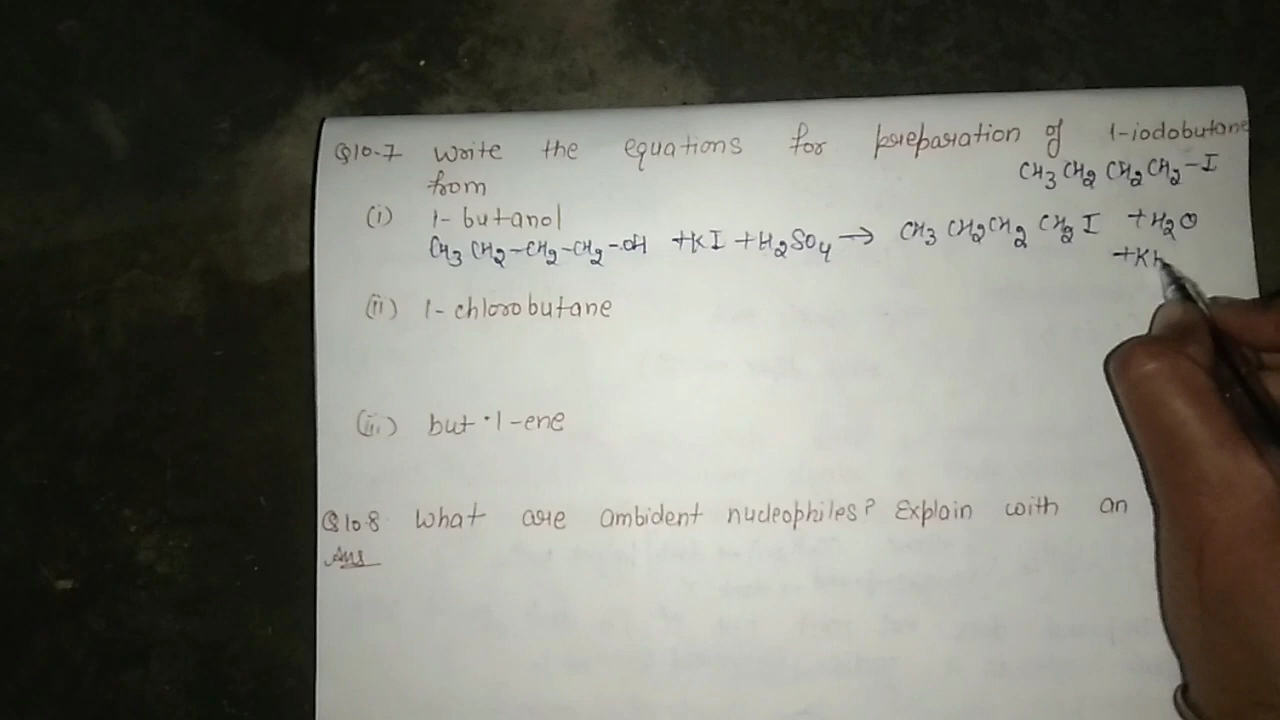 Q10.7 Write the equations for preparation of 1-iodobutane
from CH3 CH2 CH2 CH2-I
(i) 1-butanol
CH3 CH2-CH2-CH2-OH +KI +H2SO4 → CH3 CH2CH2 CH2 I +H2O
+KH
(ii) 1-chlorobutane
(iii) but-1-ene
Q10.8 What are ambident nucleophiles? Explain with an
Ans